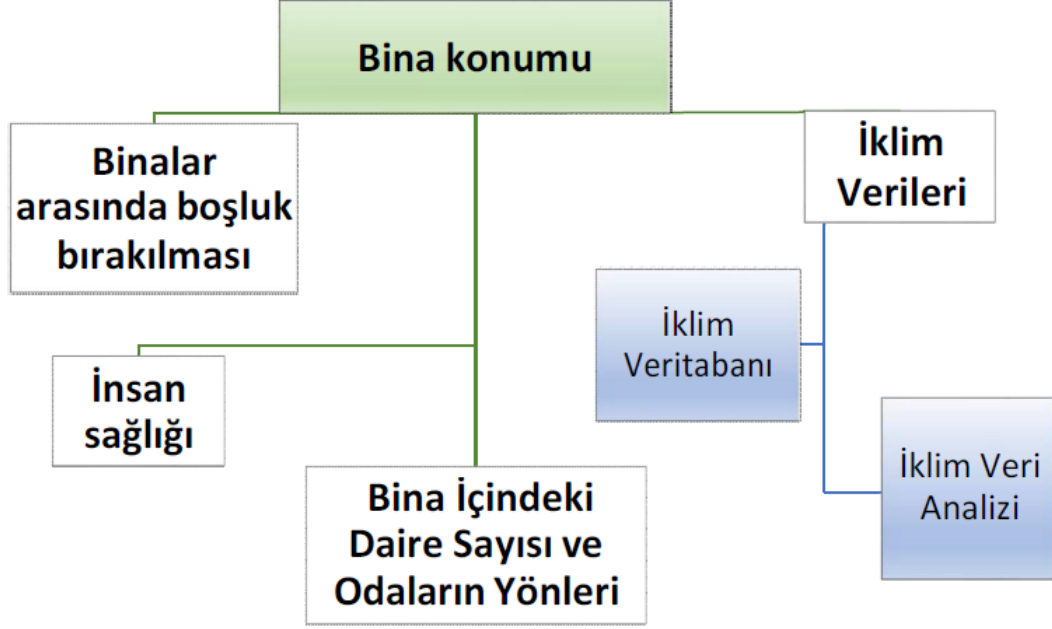 Bina konumu
Binalar
arasında boşluk
bırakılması
İklim
Verileri
İklim
Veritabanı
İnsan
sağlığı
İklim Veri
Analizi
Bina İçindeki
Daire Sayısı ve
Odaların Yönleri